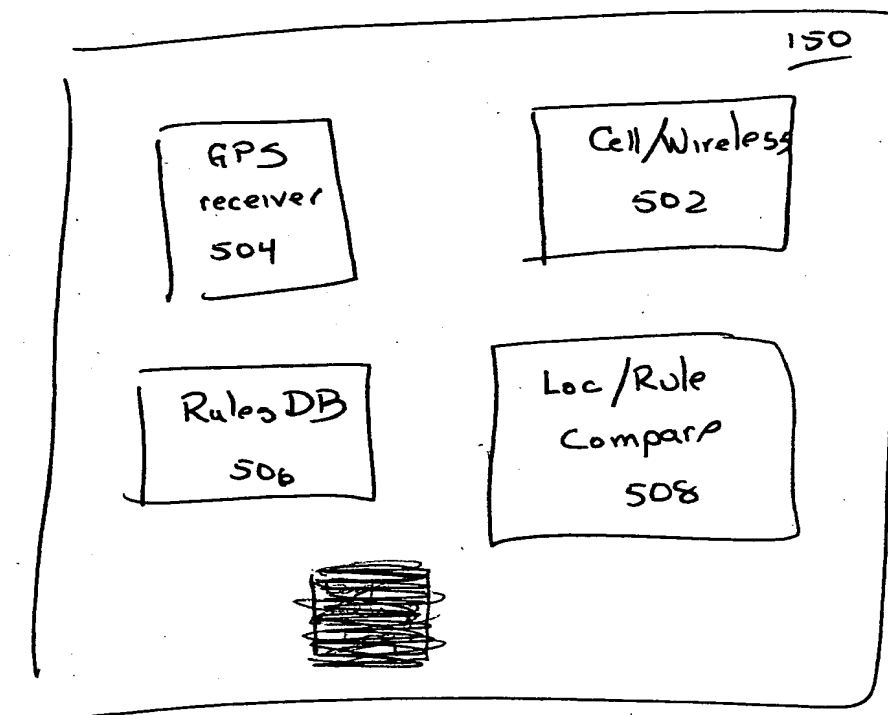 150
GPS
receiver
504
Cell/Wireless
502
Rules DB
506
Loc/Rule
Compare
508